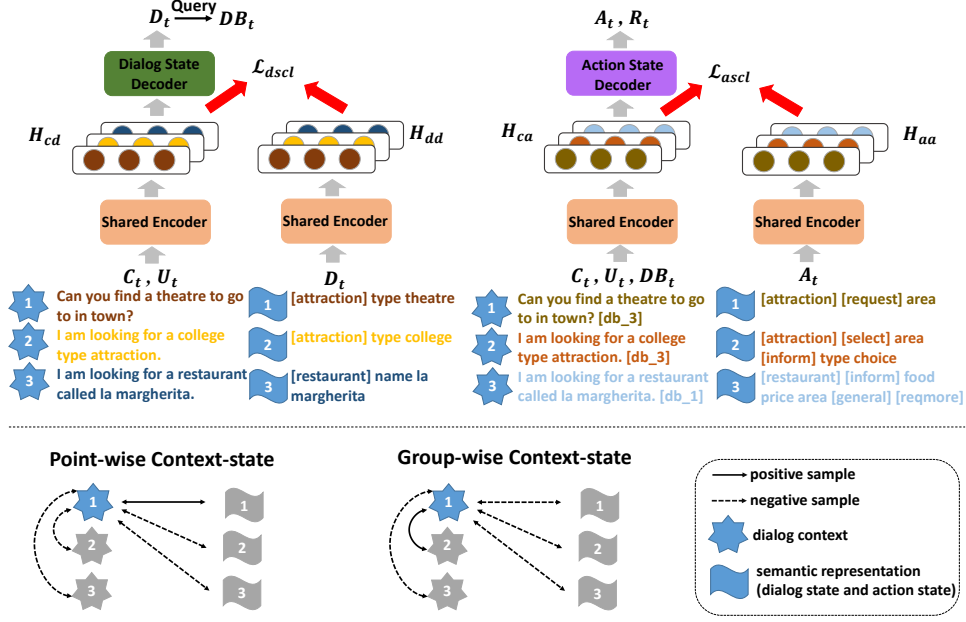 D_t Query DB_t
Dialog State
Decoder
ℒ_dscl
H_cd
H_dd
Shared Encoder
Shared Encoder
C_t , U_t
D_t
1
Can you find a theatre to go
to in town?
2
I am looking for a college
type attraction.
3
I am looking for a restaurant
called la margherita.
1
[attraction] type theatre
2
[attraction] type college
3
[restaurant] name la
margherita
A_t , R_t
Action State
Decoder
ℒ_ascl
H_ca
H_aa
Shared Encoder
Shared Encoder
C_t , U_t , DB_t
A_t
1
Can you find a theatre to go
to in town? [db_3]
2
I am looking for a college
type attraction. [db_3]
3
I am looking for a restaurant
called la margherita. [db_1]
1
[attraction] [request] area
2
[attraction] [select] area
[inform] type choice
3
[restaurant] [inform] food
price area [general] [reqmore]
Point-wise Context-state
1
1
2
2
3
3
Group-wise Context-state
1
1
2
2
3
3
positive sample
negative sample
dialog context
semantic representation
(dialog state and action state)